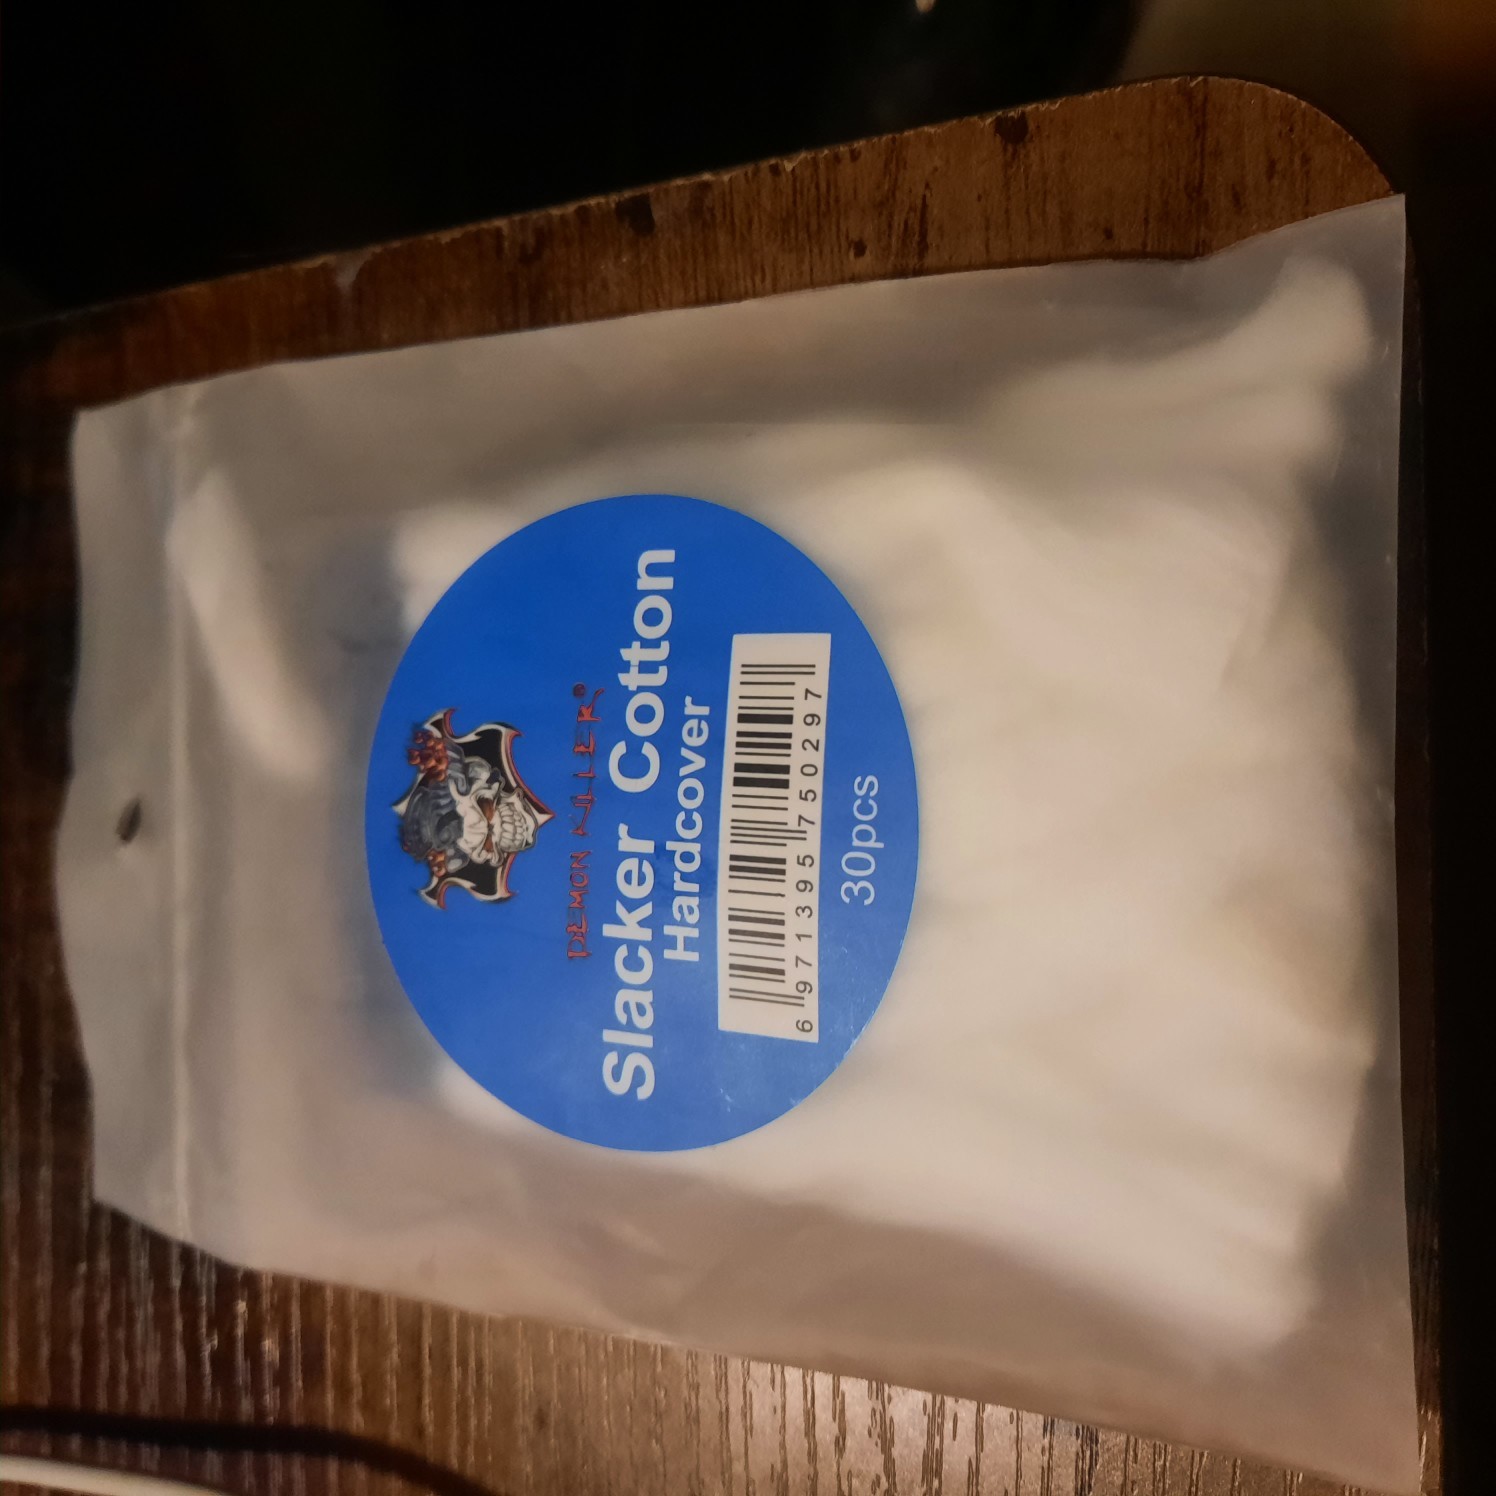 DEMON KILLER®
Slacker Cotton
Hardcover
6 971395 750297
30pcs